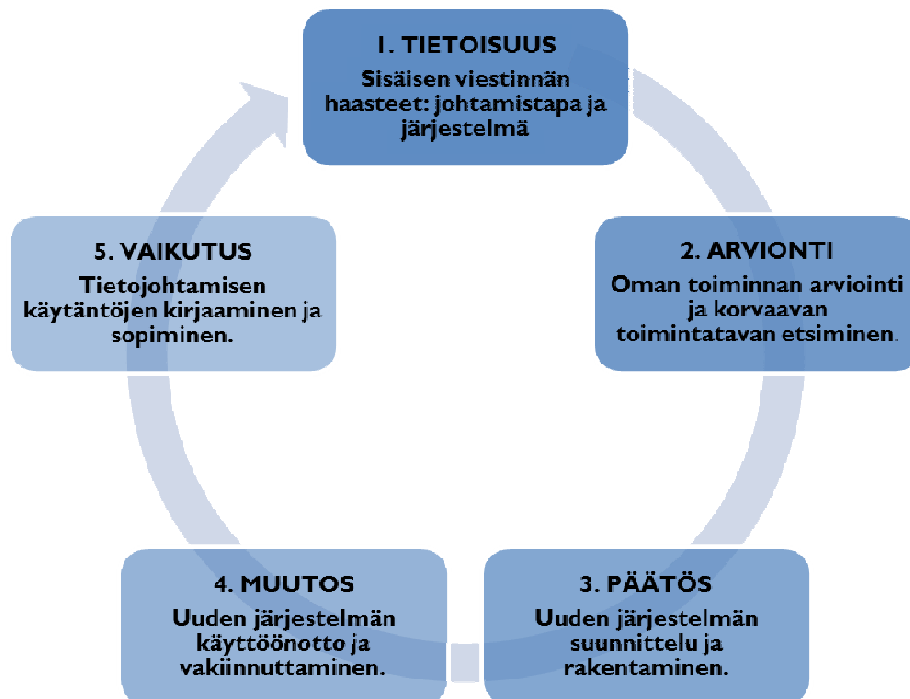 1. TIETOISUUS
Sisäisen viestinnän
haasteet: johtamistapa ja
järjestelmä
2. ARVIONTI
Oman toiminnan arviointi
ja korvaavan
toimintatavan etsiminen.
3. PÄÄTÖS
Uuden järjestelmän
suunnittelu ja
rakentaminen.
4. MUUTOS
Uuden järjestelmän
käyttöönotto ja
vakiinnuttaminen.
5. VAIKUTUS
Tietojohtamisen
käytäntöjen kirjaaminen ja
sopiminen.